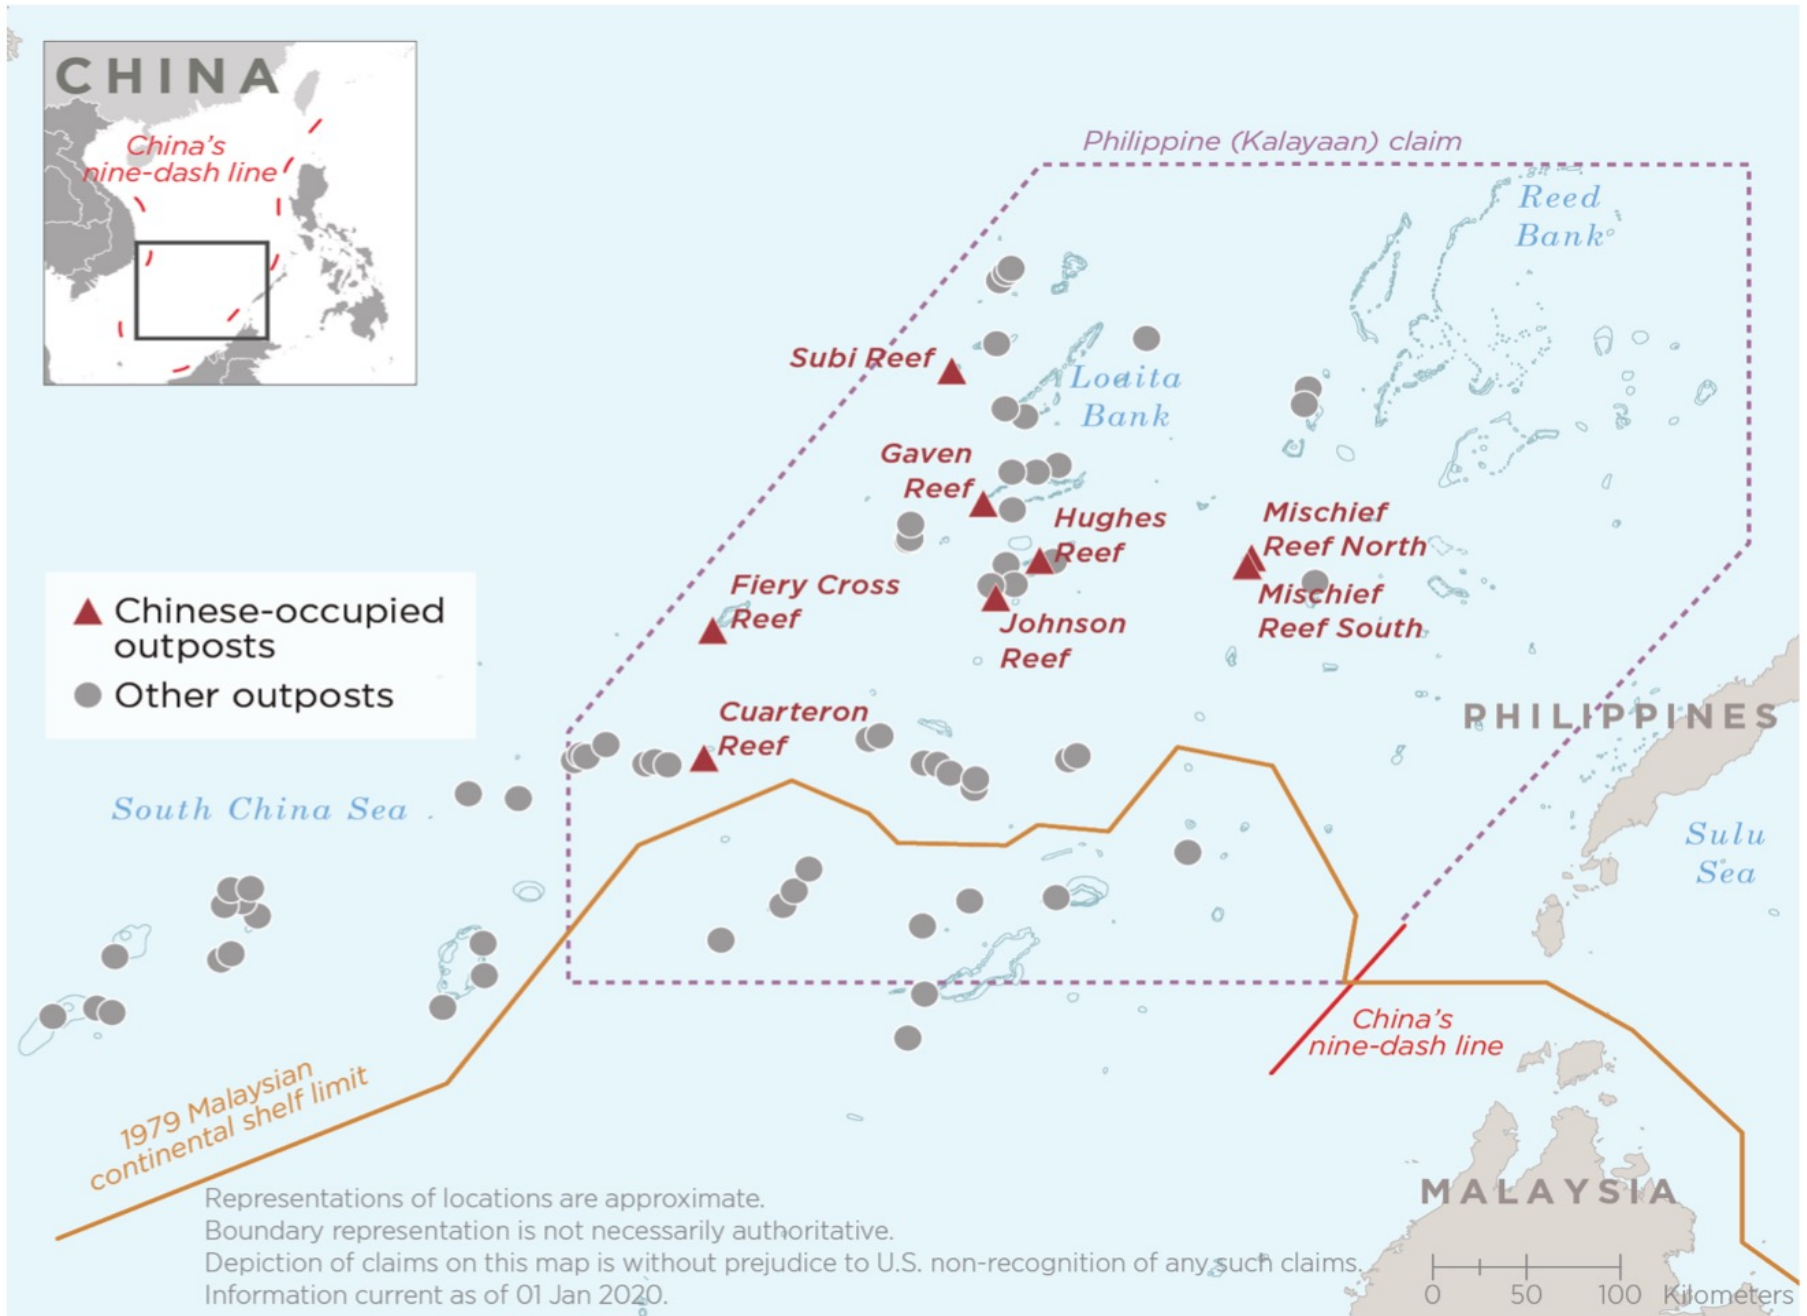 CHINA
China's
nine-dash line
Philippine (Kalayaan) claim
Reed
Bank
Subi Reef
Loaita
Bank
Gaven
Reef
Hughes
Reef
Mischief
Reef North
Mischief
Reef South
Fiery Cross
Reef
Johnson
Reef
Chinese-occupied
outposts
Other outposts
Cuarteron
Reef
PHILIPPINES
South China Sea
Sulu
Sea
China's
nine-dash line
1979 Malaysian
continental shelf limit
MALAYSIA
Representations of locations are approximate.
Boundary representation is not necessarily authoritative.
Depiction of claims on this map is without prejudice to U.S. non-recognition of any such claims.
Information current as of 01 Jan 2020.
0 50 100 Kilometers